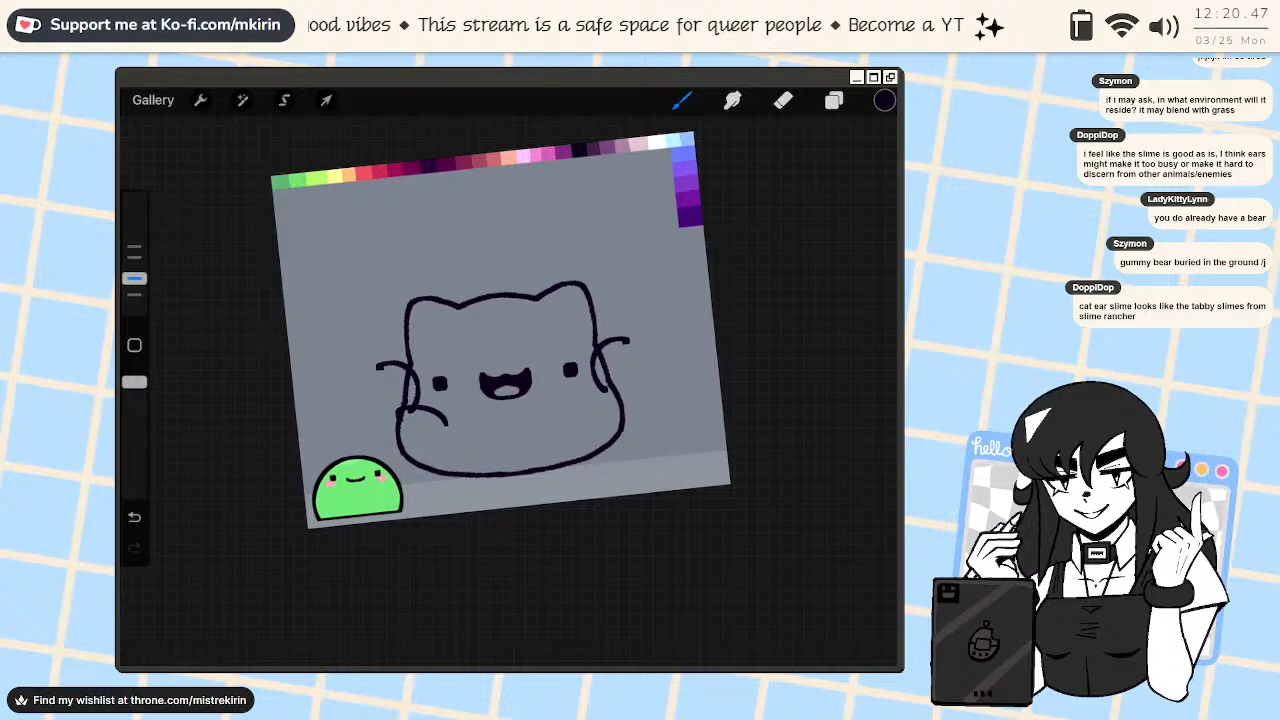 Support me at Ko-fi.com/mkirin
good vibes ⬥ This stream is a safe space for queer people ⬥ Become a YT
12:20.47
03/25 Mon
Gallery
Szymon
if i may ask, in what environment will it
reside? it may blend with grass
DoppiDop
i feel like the slime is good as is, I think ears
might make it too busy or make it hard to
discern from other animals/enemies
LadyKittyLynn
you do already have a bear
Szymon
gummy bear buried in the ground /j
DoppiDop
cat ear slime looks like the tabby slimes from
slime rancher
hello
Find my wishlist at throne.com/mistrekirin